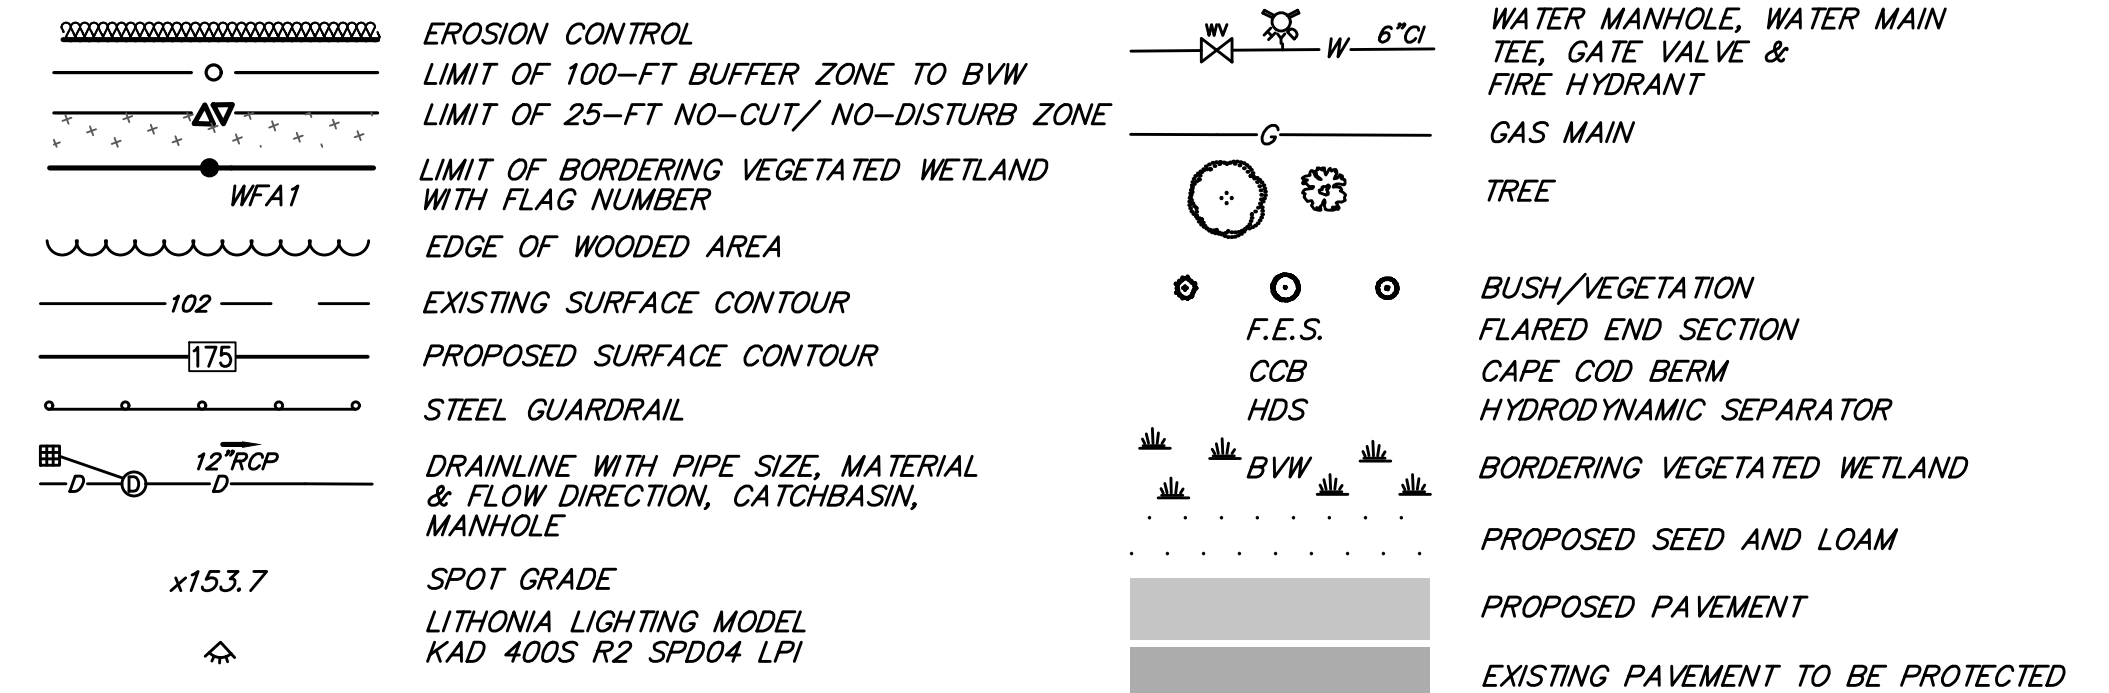 EROSION CONTROL
LIMIT OF 100-FT BUFFER ZONE TO BVW
LIMIT OF 25-FT NO-CUT/ NO-DISTURB ZONE
LIMIT OF BORDERING VEGETATED WETLAND
WFA1 WITH FLAG NUMBER
EDGE OF WOODED AREA
102 EXISTING SURFACE CONTOUR
175 PROPOSED SURFACE CONTOUR
STEEL GUARDRAIL
12"RCP DRAINLINE WITH PIPE SIZE, MATERIAL
D D D & FLOW DIRECTION, CATCHBASIN,
MANHOLE
x153.7 SPOT GRADE
LITHONIA LIGHTING MODEL
KAD 400S R2 SPD04 LPI
WV W 6"CI WATER MANHOLE, WATER MAIN
TEE, GATE VALVE &
FIRE HYDRANT
G GAS MAIN
TREE
BUSH/VEGETATION
F.E.S. FLARED END SECTION
CCB CAPE COD BERM
HDS HYDRODYNAMIC SEPARATOR
BVW BORDERING VEGETATED WETLAND
PROPOSED SEED AND LOAM
PROPOSED PAVEMENT
EXISTING PAVEMENT TO BE PROTECTED